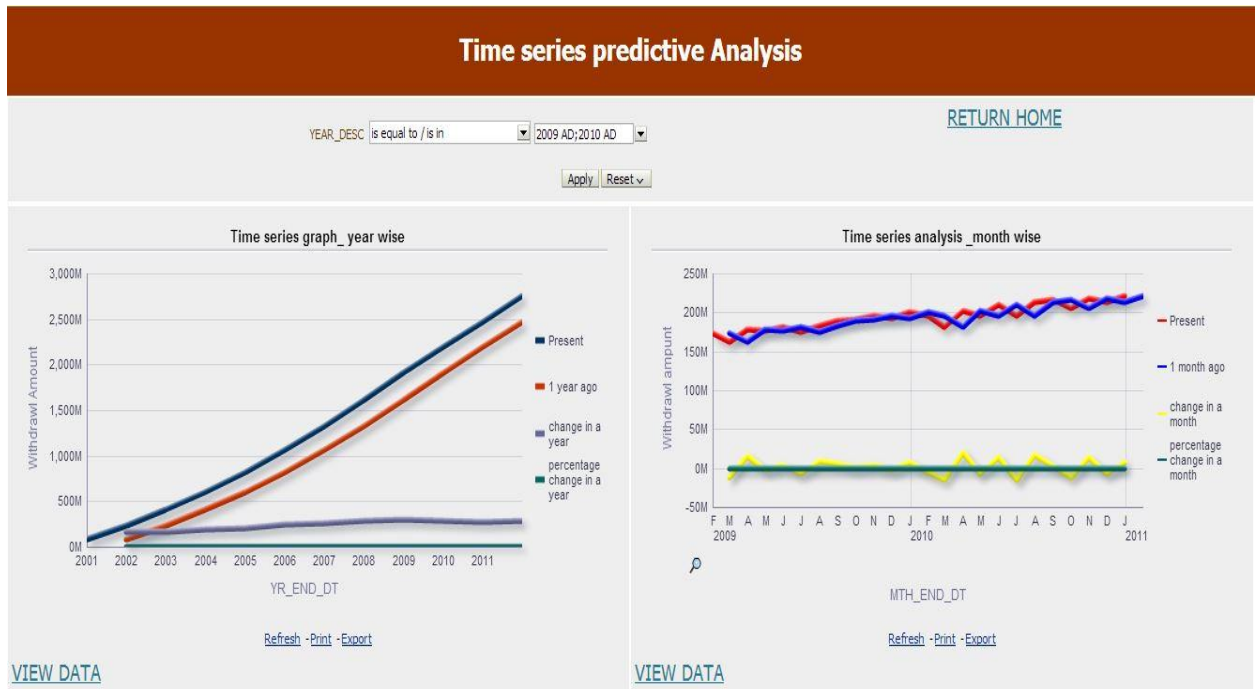 Time series predictive Analysis
YEAR_DESC is equal to / is in 2009 AD;2010 AD
RETURN HOME
Apply Reset
Time series graph_ year wise
3,000M
2,500M
2,000M
1,500M
1,000M
500M
0M
Withdrawl Amount
2001 2002 2003 2004 2005 2006 2007 2008 2009 2010 2011
YR_END_DT
Present
1 year ago
change in a
year
percentage
change in a
year
Refresh -Print -Export
VIEW DATA
Time series analysis _month wise
250M
200M
150M
100M
50M
0M
-50M
Withdrawl ampunt
F M A M J J A S O N D J F M A M J J A S O N D J
2009 2010 2011
MTH_END_DT
Present
1 month ago
change in a
month
percentage
change in a
month
Refresh -Print -Export
VIEW DATA